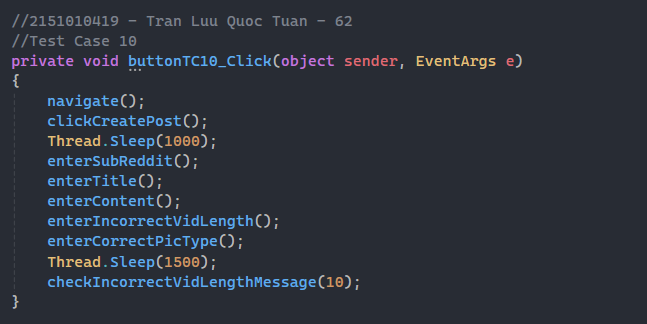 //2151010419 - Tran Luu Quoc Tuan - 62
//Test Case 10
private void buttonTC10_Click(object sender, EventArgs e)
{
    navigate();
    clickCreatePost();
    Thread.Sleep(1000);
    enterSubReddit();
    enterTitle();
    enterContent();
    enterIncorrectVidLength();
    enterCorrectPicType();
    Thread.Sleep(1500);
    checkIncorrectVidLengthMessage(10);
}